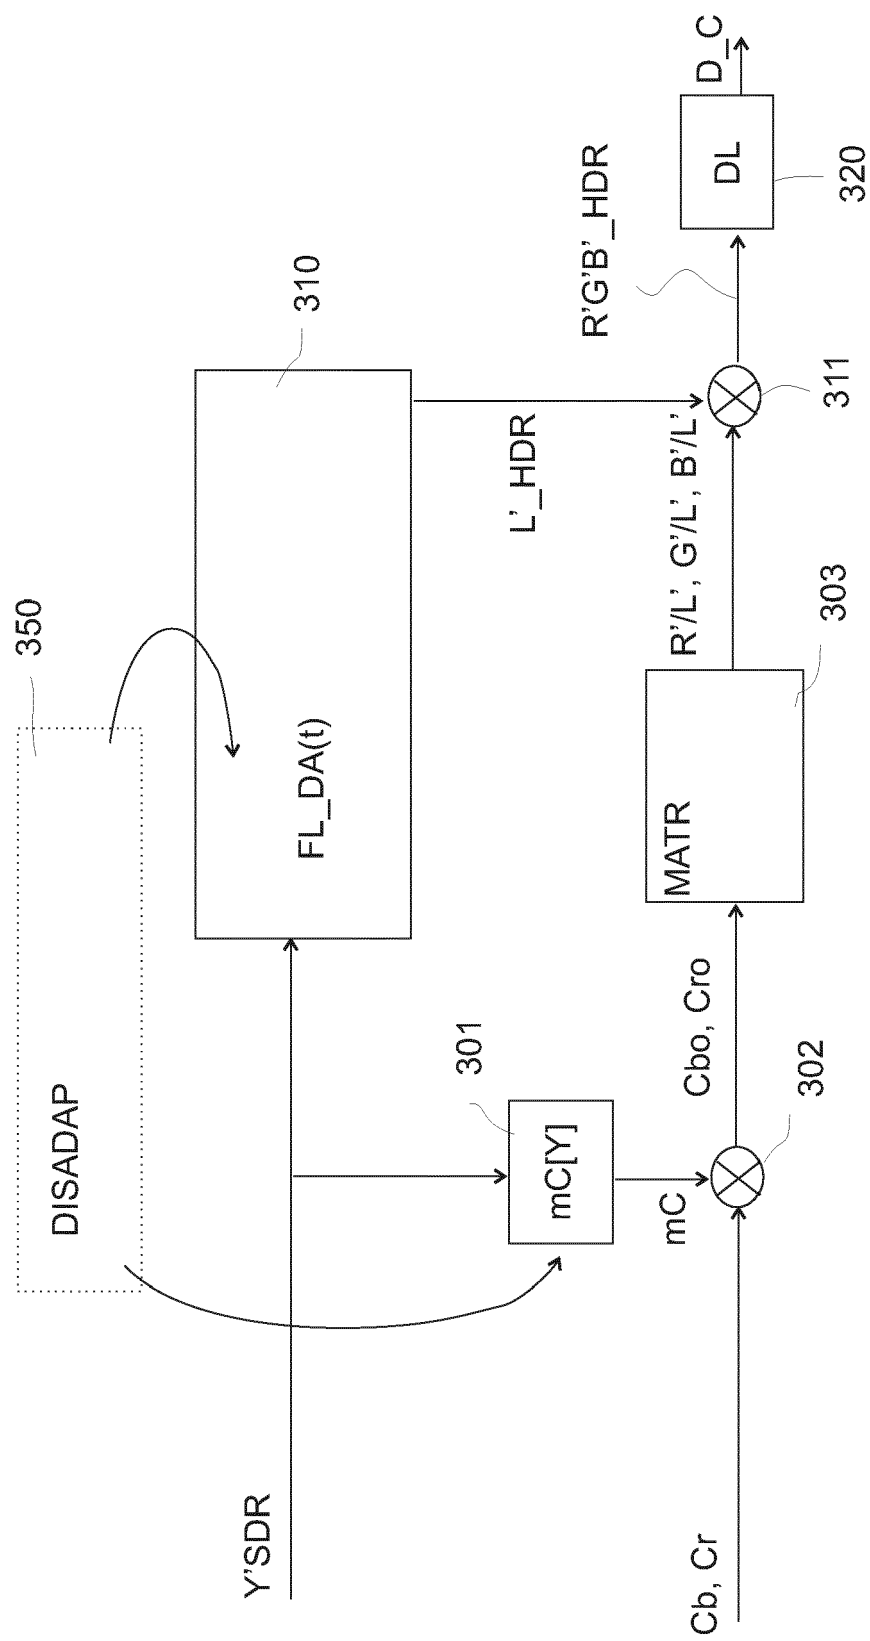 350
DISADAP
310
FL_DA(t)
Y'SDR
301
mC[Y]
mC
L'_HDR
R'G'B'_HDR
D_C
DL
320
Cb, Cr
302
Cbo, Cro
MATR
303
R'/L', G'/L', B'/L'
311